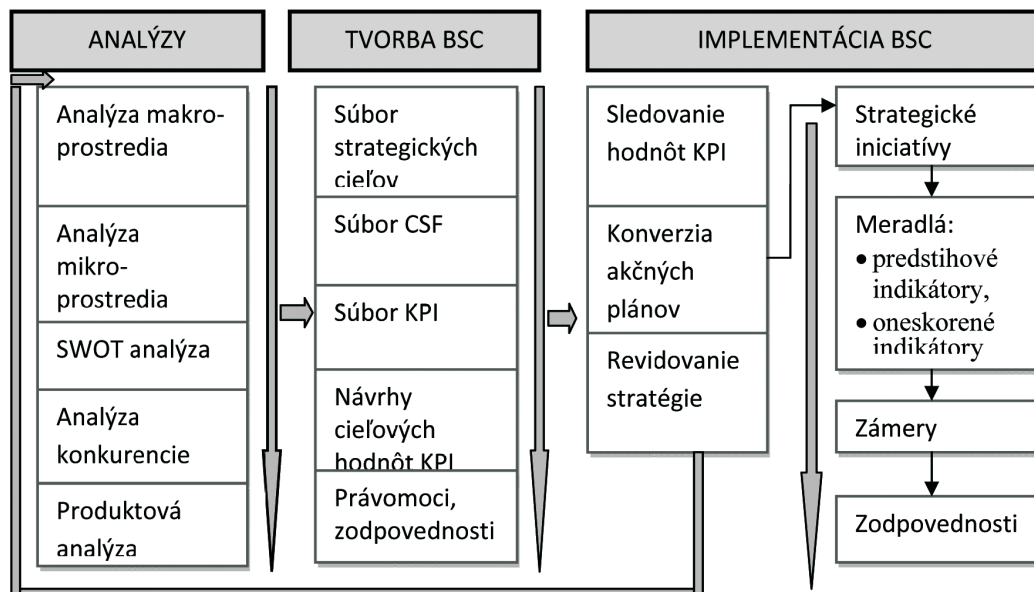 ANALÝZY
TVORBA BSC
IMPLEMENTÁCIA BSC
Analýza makro-
prostredia
Analýza
mikro-
prostredia
SWOT analýza
Analýza
konkurencie
Produktová
analýza
Súbor
strategických
cieľov
Súbor CSF
Súbor KPI
Návrhy
cieľových
hodnôt KPI
Právomoci,
zodpovednosti
Sledovanie
hodnôt KPI
Konverzia
akčných
plánov
Revidovanie
stratégie
Strategické
iniciatívy
Meradlá:
• predstihové
indikátory,
• oneskorené
indikátory
Zámery
Zodpovednosti